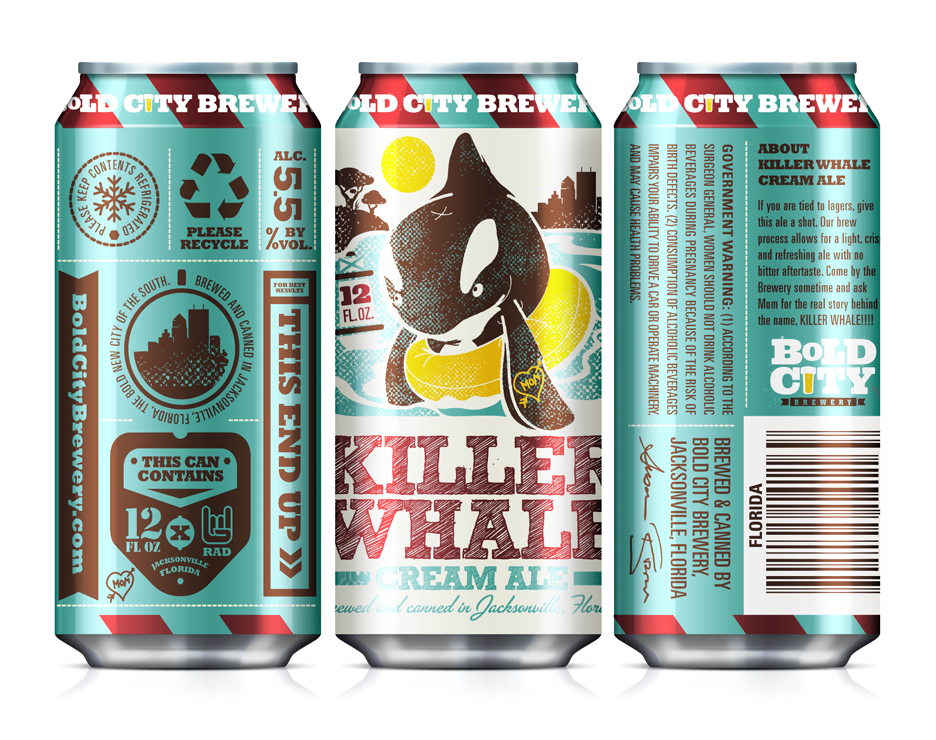 OLD CITY BREWER
PLEASE KEEP CONTENTS REFRIGERATED
PLEASE
RECYCLE
ALC.
5.5
% BY
VOL.
BoldCityBrewery.com
BREWED AND CANNED IN JACKSONVILLE, FLORIDA. THE BOLD NEW CITY OF THE SOUTH.
FOR BEST
RESULTS
THIS END UP
THIS CAN
CONTAINS
12
FL OZ
X
RAD
JACKSONVILLE
FLORIDA
MOM
OLD CITY BREWER
12
FL. OZ.
MOM
KILLER
WHALE
CREAM ALE
rewed and canned in Jacksonville, Flor
OLD CITY BREWER
GOVERNMENT WARNING: (1) ACCORDING TO THE
SURGEON GENERAL, WOMEN SHOULD NOT DRINK ALCOHOLIC
BEVERAGES DURING PREGNANCY BECAUSE OF THE RISK OF
BIRTH DEFECTS. (2) CONSUMPTION OF ALCOHOLIC BEVERAGES
IMPAIRS YOUR ABILITY TO DRIVE A CAR OR OPERATE MACHINERY,
AND MAY CAUSE HEALTH PROBLEMS.
ABOUT
KILLER WHALE
CREAM ALE
If you are tied to lagers, give
this ale a shot. Our brew
process allows for a light, cris
and refreshing ale with no
bitter aftertaste. Come by the
Brewery sometime and ask
Mom for the real story behind
the name, KILLER WHALE!!!!
BOLD
CITY
BREWERY
BREWED & CANNED BY
BOLD CITY BREWERY,
JACKSONVILLE, FLORIDA
FLORIDA